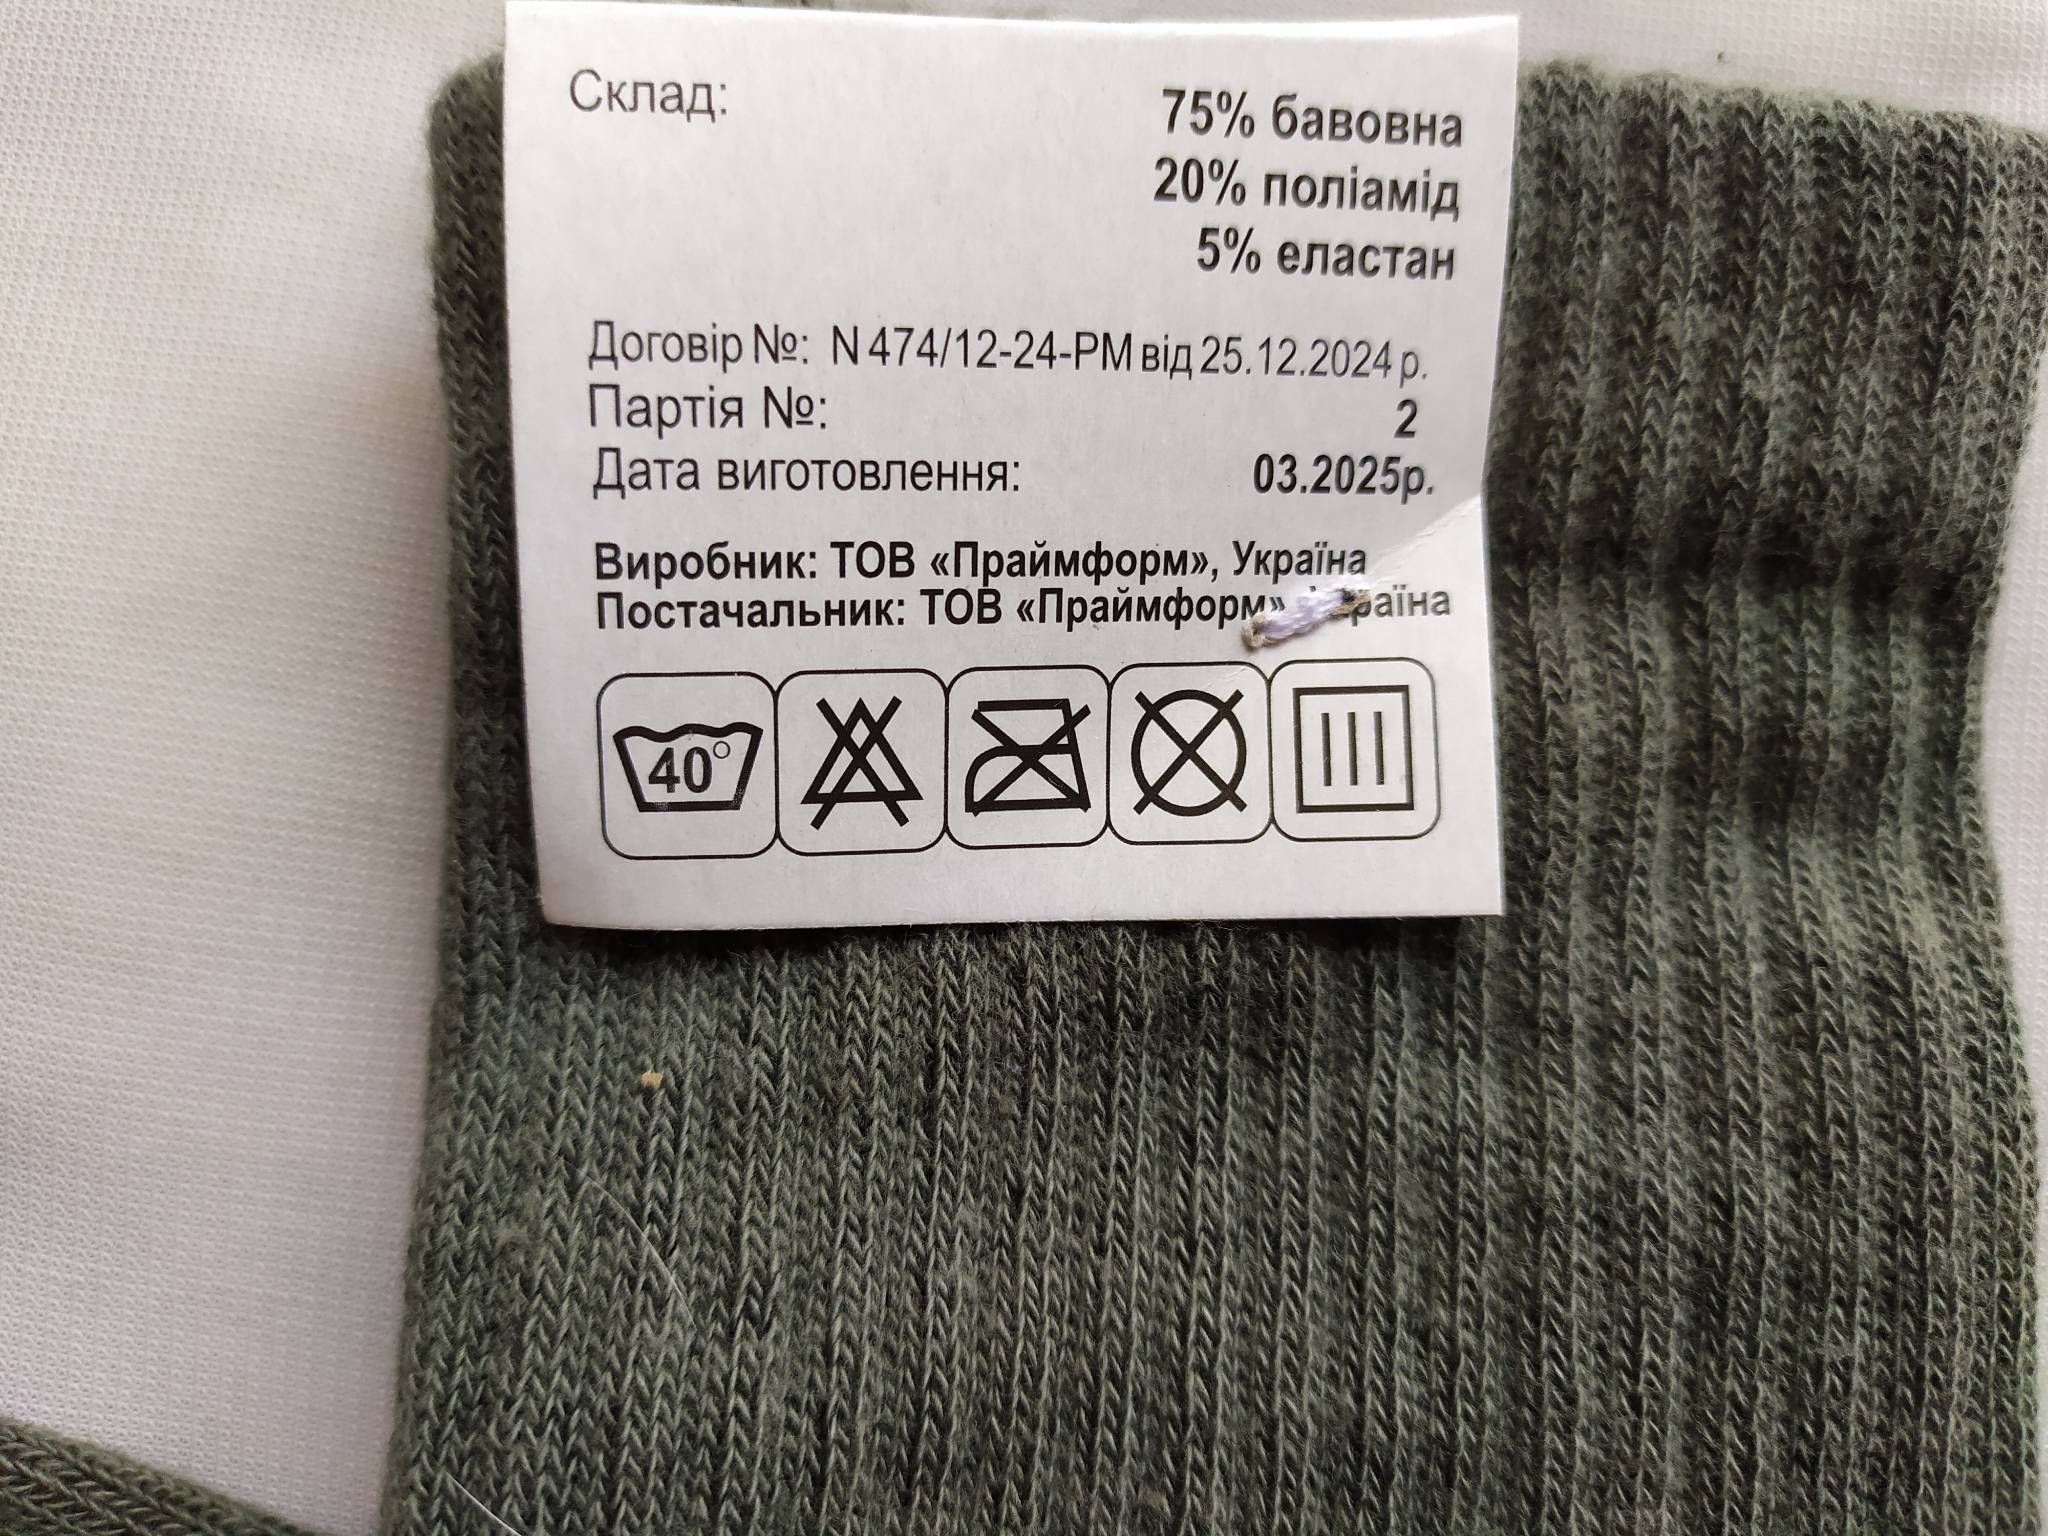 Склад:
75% бавовна
20% поліамід
5% еластан
Договір №: N 474/12-24-РМ від 25.12.2024 р.
Партія №: 2
Дата виготовлення: 03.2025р.
Виробник: ТОВ «Праймформ», Україна
Постачальник: ТОВ «Праймформ»
40°